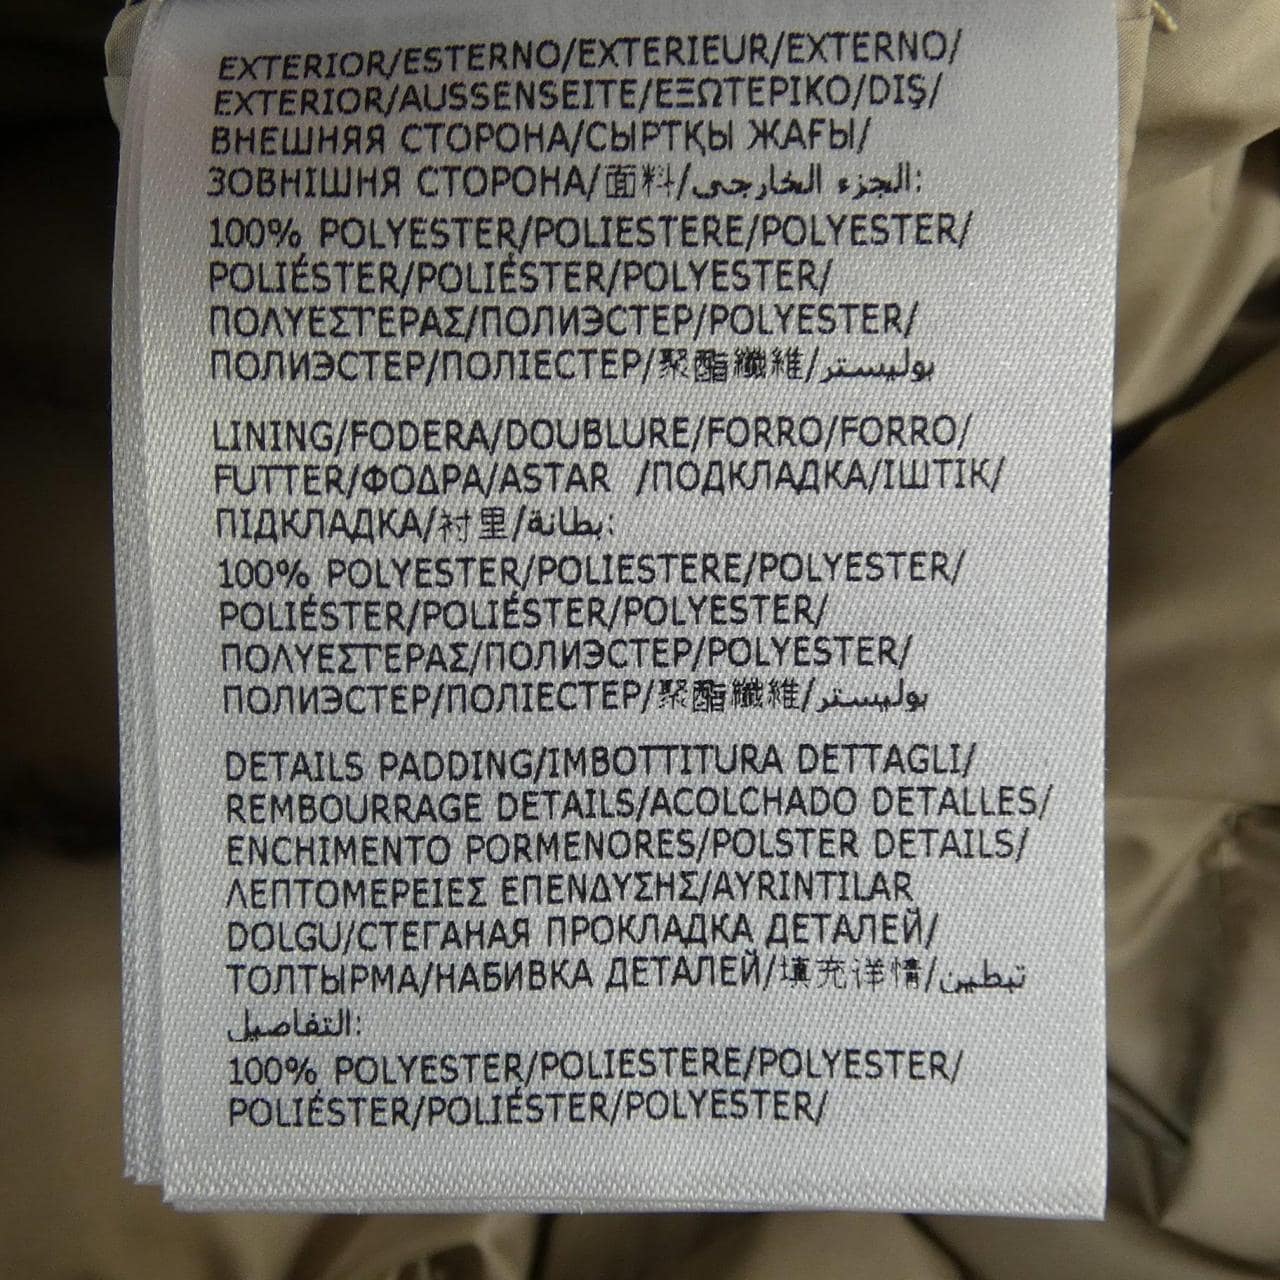 EXTERIOR/ESTERNO/EXTERIEUR/EXTERNO/
EXTERIOR/AUSSENSEITE/ΕΞΩΤΕΡΙΚΟ/DIŞ/
ВНЕШНЯЯ СТОРОНА/СЫРТҚЫ ЖАҒЫ/
ЗОВНІШНЯ СТОРОНА/面料/الجزء الخارجي:
100% POLYESTER/POLIESTERE/POLYESTER/
POLIÉSTER/POLIÉSTER/POLYESTER/
ΠΟΛΥΕΣΤΕΡΑΣ/ПОЛИЭСТЕР/POLYESTER/
ПОЛИЭСТЕР/ПОЛІЕСТЕР/聚酯纖維/بوليستر
LINING/FODERA/DOUBLURE/FORRO/FORRO/
FUTTER/ΦΟΔΡΑ/ASTAR /ПОДКЛАДКА/ІШТІК/
ПІДКЛАДКА/衬里/بطانة:
100% POLYESTER/POLIESTERE/POLYESTER/
POLIÉSTER/POLIÉSTER/POLYESTER/
ΠΟΛΥΕΣΤΕΡΑΣ/ПОЛИЭСТЕР/POLYESTER/
ПОЛИЭСТЕР/ПОЛІЕСТЕР/聚酯纖維/بوليستر
DETAILS PADDING/IMBOTTITURA DETTAGLI/
REMBOURRAGE DETAILS/ACOLCHADO DETALLES/
ENCHIMENTO PORMENORES/POLSTER DETAILS/
ΛΕΠΤΟΜΕΡΕΙΕΣ ΕΠΕΝΔΥΣΗΣ/AYRINTILAR
DOLGU/СТЕГАНАЯ ПРОКЛАДКА ДЕТАЛЕЙ/
ТОЛТЫРМА/НАБИВКА ДЕТАЛЕЙ/填充详情/تبطين
التفاصيل:
100% POLYESTER/POLIESTERE/POLYESTER/
POLIÉSTER/POLIÉSTER/POLYESTER/